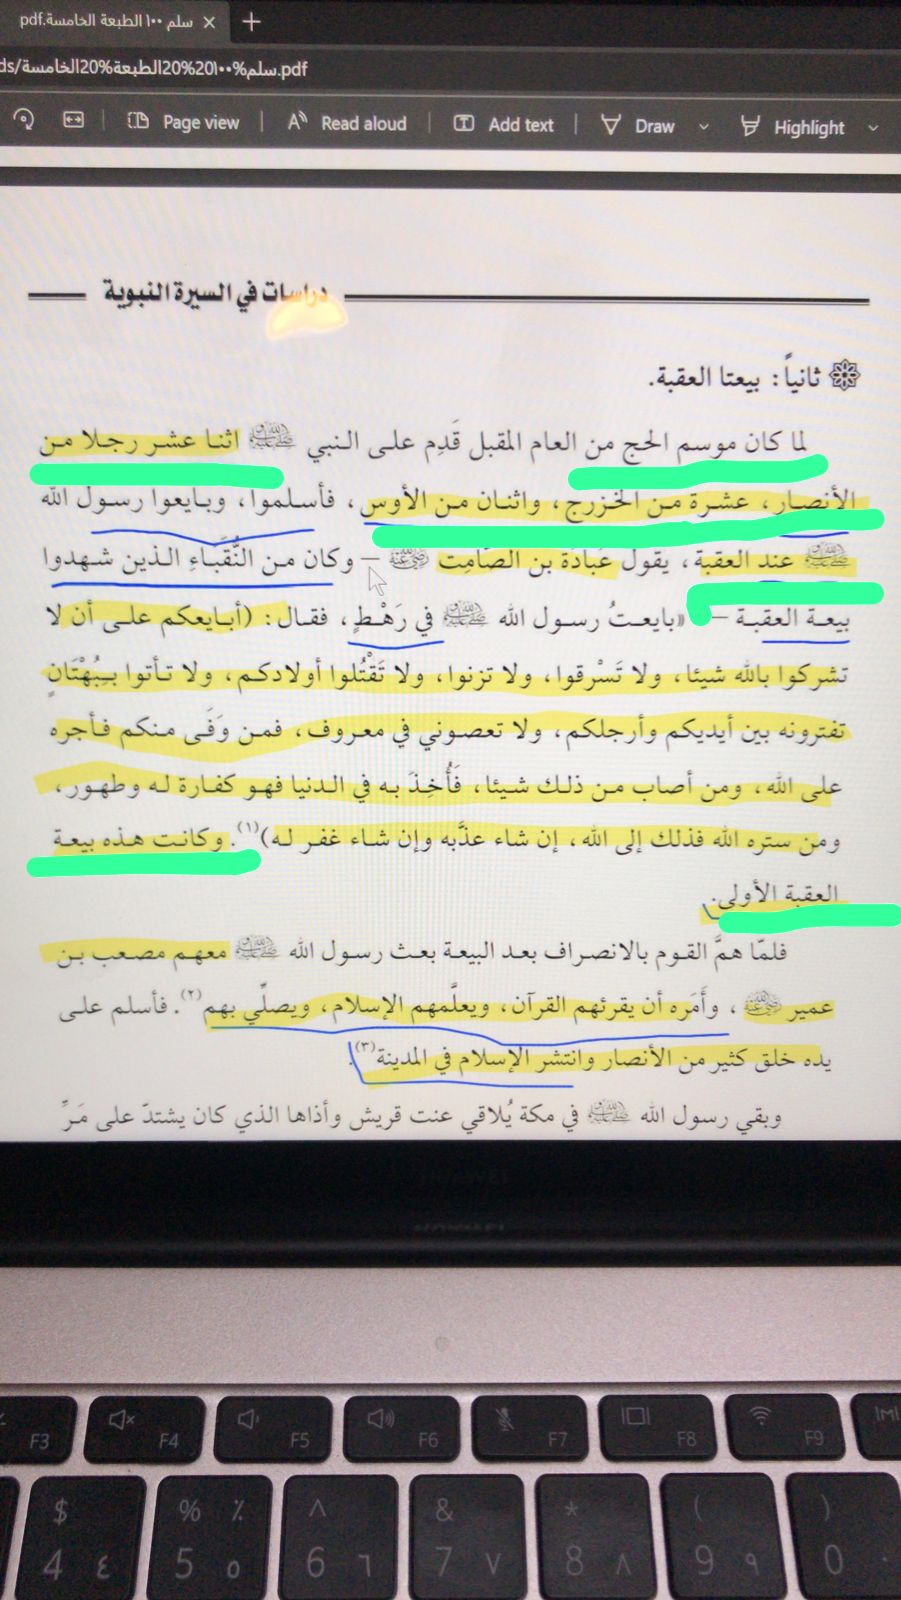 سلم ١٠٠ الطبعة الخامسة.pdf
ds/سلم%20١٠٠%20الطبعة%20الخامسة.pdf
Page view | Read aloud | Add text | Draw Highlight
دراسات في السيرة النبوية
ثانياً: بيعتا العقبة.
لما كان موسم الحج من العام المقبل قَدِم على النبي ﷺ اثنا عشر رجلا من
الأنصار، عشرة من الخزرج، واثنان من الأوس، فأسلموا، وبايعوا رسول الله
ﷺ عند العقبة، يقول عبادة بن الصَّامِت رضي الله عنه – وكان من النُّقَباءِ الذين شهدوا
بيعة العقبة – «بايعتُ رسول الله ﷺ في رَهْطٍ، فقال: (أبايعكم على أن لا
تشركوا بالله شيئا، ولا تَسْرقوا، ولا تزنوا، ولا تَقْتُلوا أولادكم، ولا تأتوا بِبُهْتَانٍ
تفترونه بين أيديكم وأرجلكم، ولا تعصوني في معروف، فمن وَفَى منكم فأجره
على الله، ومن أصاب من ذلك شيئا، فَأُخِذَ به في الدنيا فهو كفارة له وطهور،
ومن ستره الله فذلك إلى الله، إن شاء عذَّبه وإن شاء غفر له)(١). وكانت هذه بيعة
العقبة الأولى.
فلمّا همَّ القوم بالانصراف بعد البيعة بعث رسول الله ﷺ معهم مصعب بن
عمير رضي الله عنه، وأَمَره أن يقرئهم القرآن، ويعلَّمهم الإسلام، ويصلِّي بهم(٢). فأسلم على
يده خلق كثير من الأنصار وانتشر الإسلام في المدينة(٣).
وبقي رسول الله ﷺ في مكة يُلاقي عنت قريش وأذاها الذي كان يشتدّ على مَرِّ
F3 F4 F5 F6 F7 F8 F9
$ % ٪ ^ & * ( )
4 ٤ 5 ٥ 6 ٦ 7 ٧ 8 ٨ 9 ٩ 0 ٠